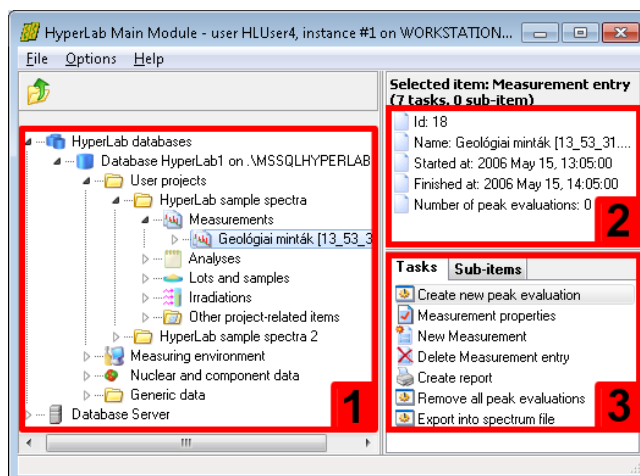 HyperLab Main Module - user HLUser4, instance #1 on WORKSTATION...
File Options Help
HyperLab databases
Database HyperLab1 on .\MSSQLHYPERLAB
User projects
HyperLab sample spectra
Measurements
Geológiai minták [13_53_3
Analyses
Lots and samples
Irradiations
Other project-related items
HyperLab sample spectra 2
Measuring environment
Nuclear and component data
Generic data
Database Server
1
Selected item: Measurement entry
(7 tasks, 0 sub-item)
Id: 18
Name: Geológiai minták [13_53_31....
Started at: 2006 May 15, 13:05:00
Finished at: 2006 May 15, 14:05:00
Number of peak evaluations: 0
2
Tasks Sub-items
Create new peak evaluation
Measurement properties
New Measurement
Delete Measurement entry
Create report
Remove all peak evaluations
Export into spectrum file
3